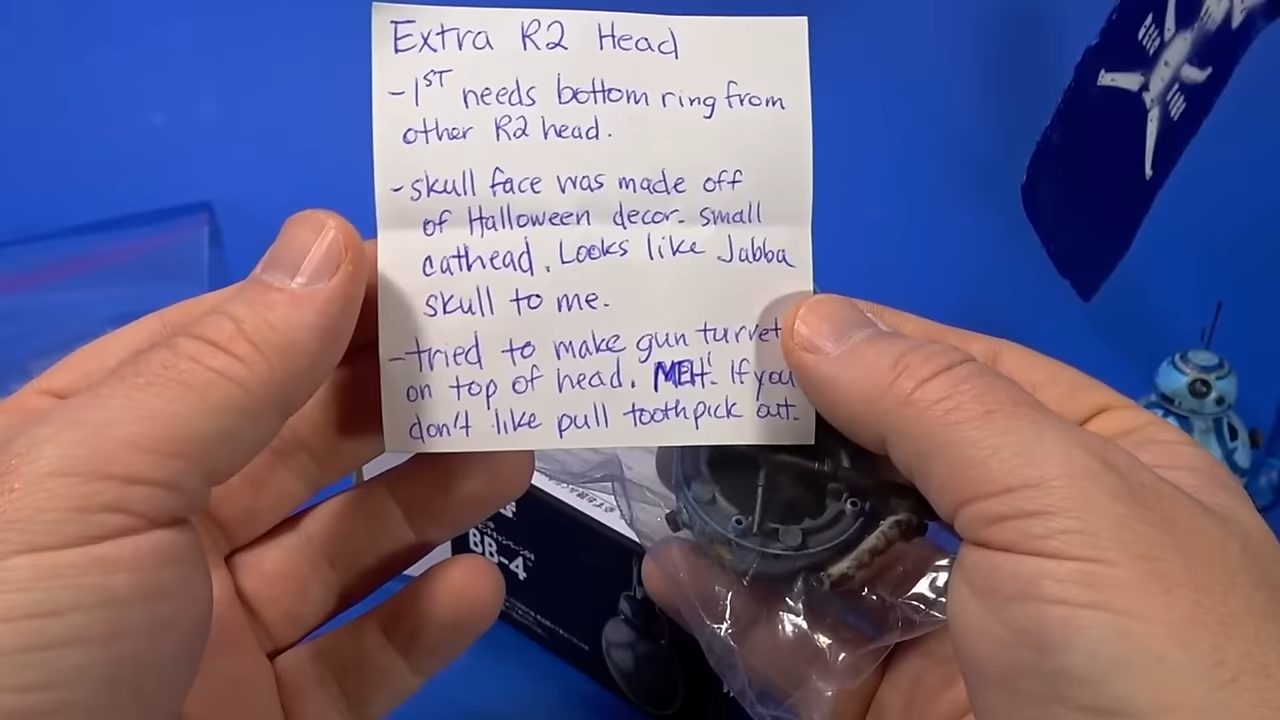 Extra R2 Head
-1ST needs bottom ring from
other R2 head.
-skull face was made off
of Halloween decor. small
cathead. Looks like Jabba
skull to me.
-tried to make gun turret
on top of head. MEH! If you
don't like pull toothpick out.
BB-4